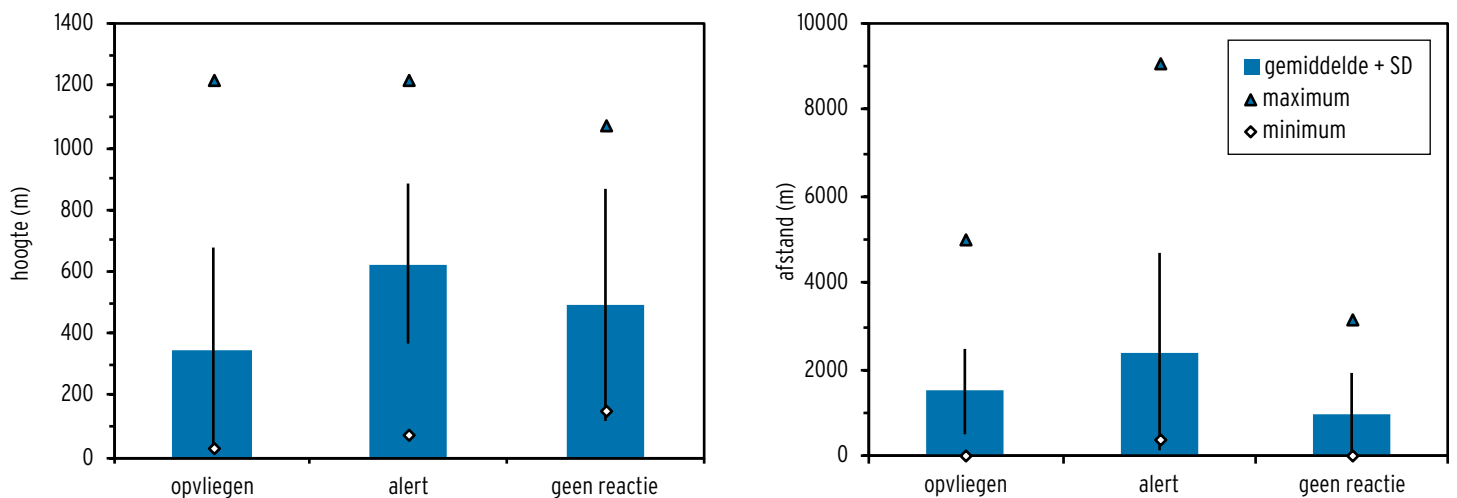 1400
1200
1000
800
600
400
200
0
hoogte (m)
opvliegen
alert
geen reactie
10000
8000
6000
4000
2000
0
afstand (m)
opvliegen
alert
geen reactie
gemiddelde + SD
maximum
minimum